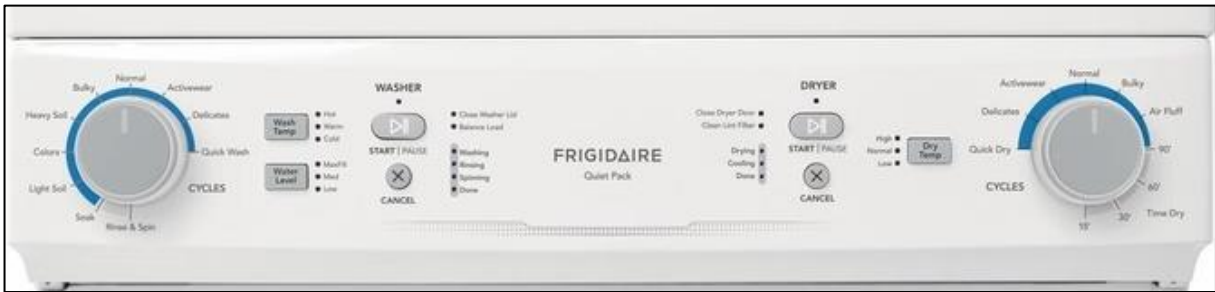 Normal
Bulky
Activewear
Heavy Soil
Delicates
Colors
Quick Wash
Light Soil
CYCLES
Soak
Rinse & Spin
Wash
Temp
Hot
Warm
Cold
Water
Level
MaxFill
Med
Low
WASHER
START | PAUSE
CANCEL
Close Washer Lid
Balance Load
Washing
Rinsing
Spinning
Done
FRIGIDAIRE
Quiet Pack
Close Dryer Door
Clean Lint Filter
Drying
Cooling
Done
DRYER
START | PAUSE
CANCEL
High
Normal
Low
Dry
Temp
Normal
Activewear
Bulky
Delicates
Air Fluff
Quick Dry
90'
CYCLES
60'
30'
Time Dry
15'